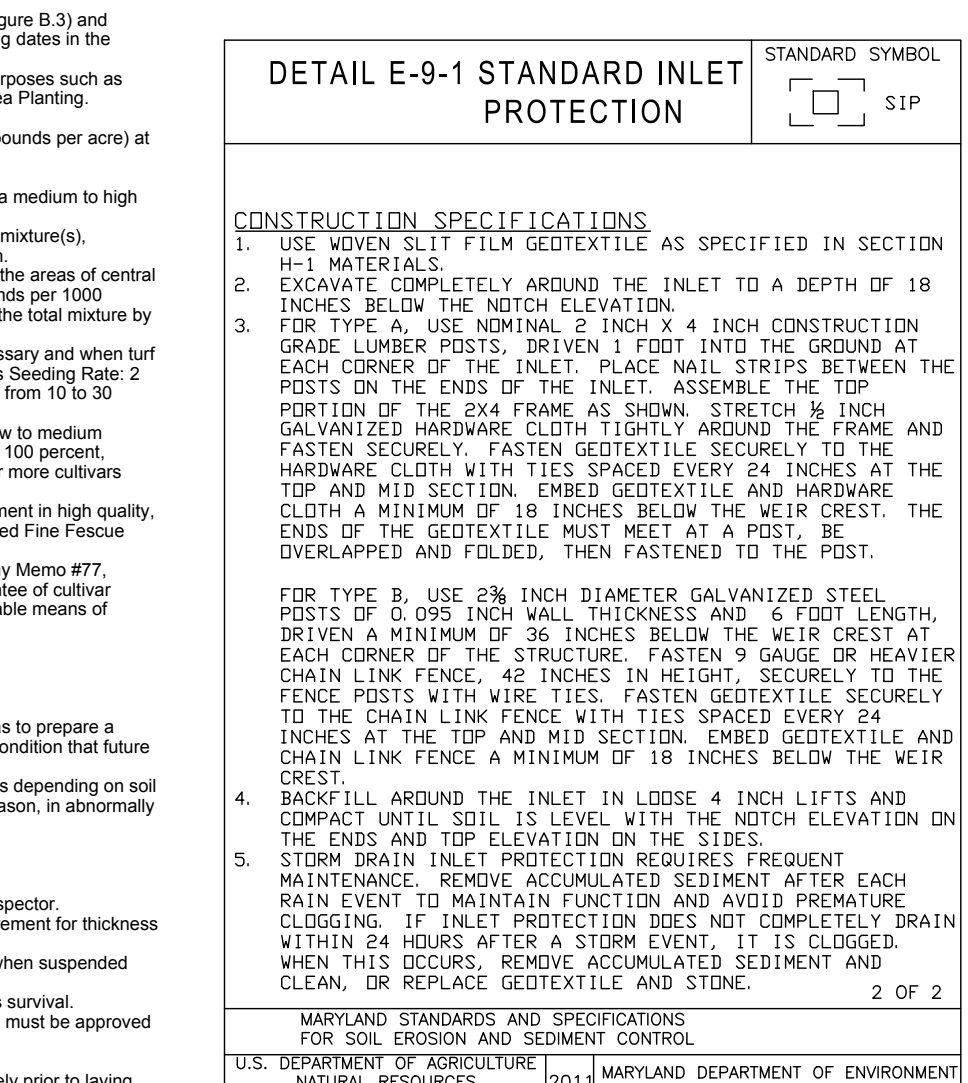 gure B.3) and
g dates in the
rposes such as
ea Planting.
ounds per acre) at
a medium to high
mixture(s),
the areas of central
nds per 1000
the total mixture by
ssary and when turf
s Seeding Rate: 2
from 10 to 30
w to medium
100 percent,
r more cultivars
ment in high quality,
ed Fine Fescue
y Memo #77,
tee of cultivar
able means of
s to prepare a
ondition that future
s depending on soil
ason, in abnormally
spector.
ement for thickness
when suspended
s survival.
must be approved
ely prior to laying
DETAIL E-9-1 STANDARD INLET
PROTECTION
STANDARD SYMBOL
SIP
CONSTRUCTION SPECIFICATIONS
1. USE WOVEN SLIT FILM GEOTEXTILE AS SPECIFIED IN SECTION
H-1 MATERIALS.
2. EXCAVATE COMPLETELY AROUND THE INLET TO A DEPTH OF 18
INCHES BELOW THE NOTCH ELEVATION.
3. FOR TYPE A, USE NOMINAL 2 INCH X 4 INCH CONSTRUCTION
GRADE LUMBER POSTS, DRIVEN 1 FOOT INTO THE GROUND AT
EACH CORNER OF THE INLET. PLACE NAIL STRIPS BETWEEN THE
POSTS ON THE ENDS OF THE INLET. ASSEMBLE THE TOP
PORTION OF THE 2X4 FRAME AS SHOWN. STRETCH ½ INCH
GALVANIZED HARDWARE CLOTH TIGHTLY AROUND THE FRAME AND
FASTEN SECURELY. FASTEN GEOTEXTILE SECURELY TO THE
HARDWARE CLOTH WITH TIES SPACED EVERY 24 INCHES AT THE
TOP AND MID SECTION. EMBED GEOTEXTILE AND HARDWARE
CLOTH A MINIMUM OF 18 INCHES BELOW THE WEIR CREST. THE
ENDS OF THE GEOTEXTILE MUST MEET AT A POST, BE
OVERLAPPED AND FOLDED, THEN FASTENED TO THE POST.
FOR TYPE B, USE 2⅜ INCH DIAMETER GALVANIZED STEEL
POSTS OF 0.095 INCH WALL THICKNESS AND 6 FOOT LENGTH,
DRIVEN A MINIMUM OF 36 INCHES BELOW THE WEIR CREST AT
EACH CORNER OF THE STRUCTURE. FASTEN 9 GAUGE OR HEAVIER
CHAIN LINK FENCE, 42 INCHES IN HEIGHT, SECURELY TO THE
FENCE POSTS WITH WIRE TIES. FASTEN GEOTEXTILE SECURELY
TO THE CHAIN LINK FENCE WITH TIES SPACED EVERY 24
INCHES AT THE TOP AND MID SECTION. EMBED GEOTEXTILE AND
CHAIN LINK FENCE A MINIMUM OF 18 INCHES BELOW THE WEIR
CREST.
4. BACKFILL AROUND THE INLET IN LOOSE 4 INCH LIFTS AND
COMPACT UNTIL SOIL IS LEVEL WITH THE NOTCH ELEVATION ON
THE ENDS AND TOP ELEVATION ON THE SIDES.
5. STORM DRAIN INLET PROTECTION REQUIRES FREQUENT
MAINTENANCE. REMOVE ACCUMULATED SEDIMENT AFTER EACH
RAIN EVENT TO MAINTAIN FUNCTION AND AVOID PREMATURE
CLOGGING. IF INLET PROTECTION DOES NOT COMPLETELY DRAIN
WITHIN 24 HOURS AFTER A STORM EVENT, IT IS CLOGGED.
WHEN THIS OCCURS, REMOVE ACCUMULATED SEDIMENT AND
CLEAN, OR REPLACE GEOTEXTILE AND STONE.
2 OF 2
MARYLAND STANDARDS AND SPECIFICATIONS
FOR SOIL EROSION AND SEDIMENT CONTROL
U.S. DEPARTMENT OF AGRICULTURE
NATURAL RESOURCES
2011
MARYLAND DEPARTMENT OF ENVIRONMENT